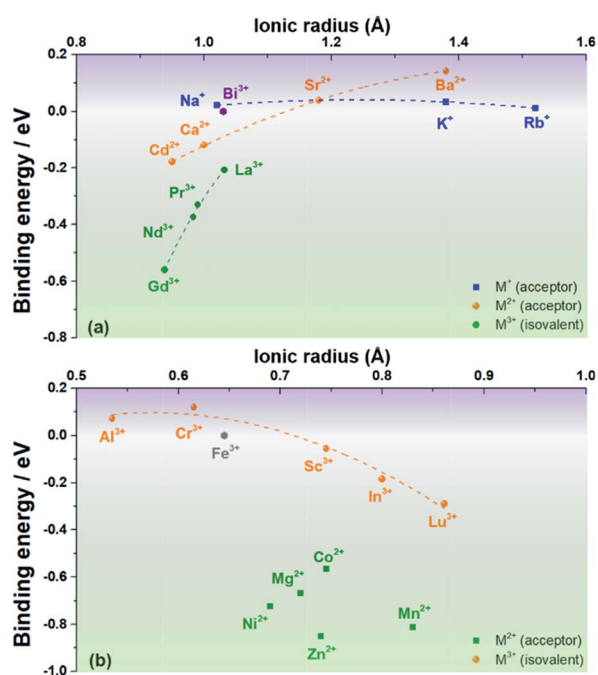 Ionic radius (Å)
0.8 1.0 1.2 1.4 1.6
Binding energy / eV
0.2
0.0
-0.2
-0.4
-0.6
-0.8
Na⁺
Bi³⁺
Sr²⁺
Ba²⁺
K⁺
Rb⁺
Ca²⁺
Cd²⁺
La³⁺
Pr³⁺
Nd³⁺
Gd³⁺
M⁺ (acceptor)
M²⁺ (acceptor)
M³⁺ (isovalent)
(a)
Ionic radius (Å)
0.5 0.6 0.7 0.8 0.9 1.0
Binding energy / eV
0.2
0.0
-0.2
-0.4
-0.6
-0.8
-1.0
Al³⁺
Cr³⁺
Fe³⁺
Sc³⁺
In³⁺
Lu³⁺
Co²⁺
Mg²⁺
Ni²⁺
Mn²⁺
Zn²⁺
M²⁺ (acceptor)
M³⁺ (isovalent)
(b)